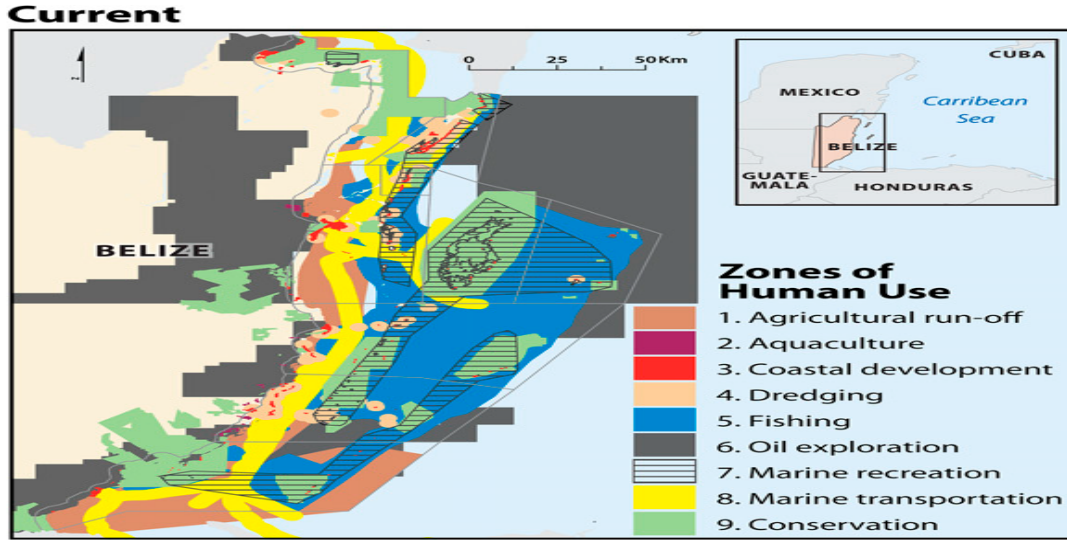 Current
N
0 25 50 Km
CUBA
MEXICO
Carribean
Sea
BELIZE
GUATE-
MALA
HONDURAS
BELIZE
Zones of
Human Use
1. Agricultural run-off
2. Aquaculture
3. Coastal development
4. Dredging
5. Fishing
6. Oil exploration
7. Marine recreation
8. Marine transportation
9. Conservation